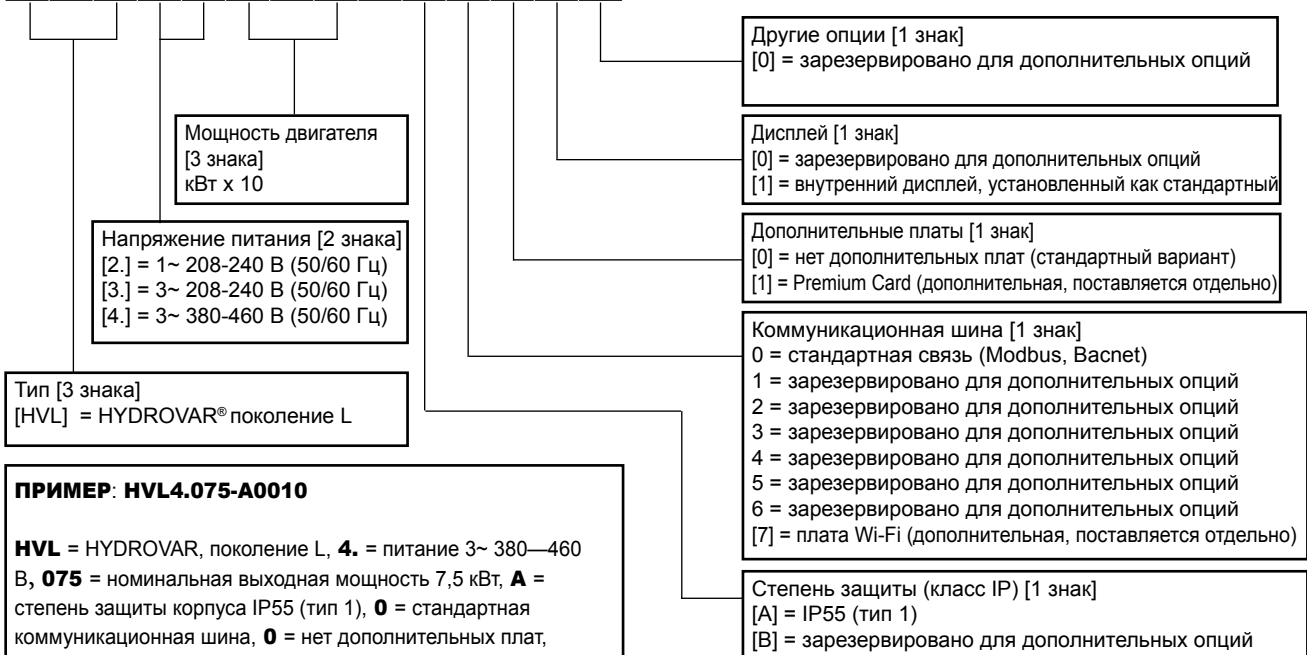 Мощность двигателя
[3 знака]
кВт x 10
Напряжение питания [2 знака]
[2.] = 1~ 208-240 В (50/60 Гц)
[3.] = 3~ 208-240 В (50/60 Гц)
[4.] = 3~ 380-460 В (50/60 Гц)
Тип [3 знака]
[HVL] = HYDROVAR® поколение L
ПРИМЕР: HVL4.075-A0010
HVL = HYDROVAR, поколение L, 4. = питание 3~ 380—460
В, 075 = номинальная выходная мощность 7,5 кВт, A =
степень защиты корпуса IP55 (тип 1), 0 = стандартная
коммуникационная шина, 0 = нет дополнительных плат,
Другие опции [1 знак]
[0] = зарезервировано для дополнительных опций
Дисплей [1 знак]
[0] = зарезервировано для дополнительных опций
[1] = внутренний дисплей, установленный как стандартный
Дополнительные платы [1 знак]
[0] = нет дополнительных плат (стандартный вариант)
[1] = Premium Card (дополнительная, поставляется отдельно)
Коммуникационная шина [1 знак]
0 = стандартная связь (Modbus, Bacnet)
1 = зарезервировано для дополнительных опций
2 = зарезервировано для дополнительных опций
3 = зарезервировано для дополнительных опций
4 = зарезервировано для дополнительных опций
5 = зарезервировано для дополнительных опций
6 = зарезервировано для дополнительных опций
[7] = плата Wi-Fi (дополнительная, поставляется отдельно)
Степень защиты (класс IP) [1 знак]
[A] = IP55 (тип 1)
[B] = зарезервировано для дополнительных опций